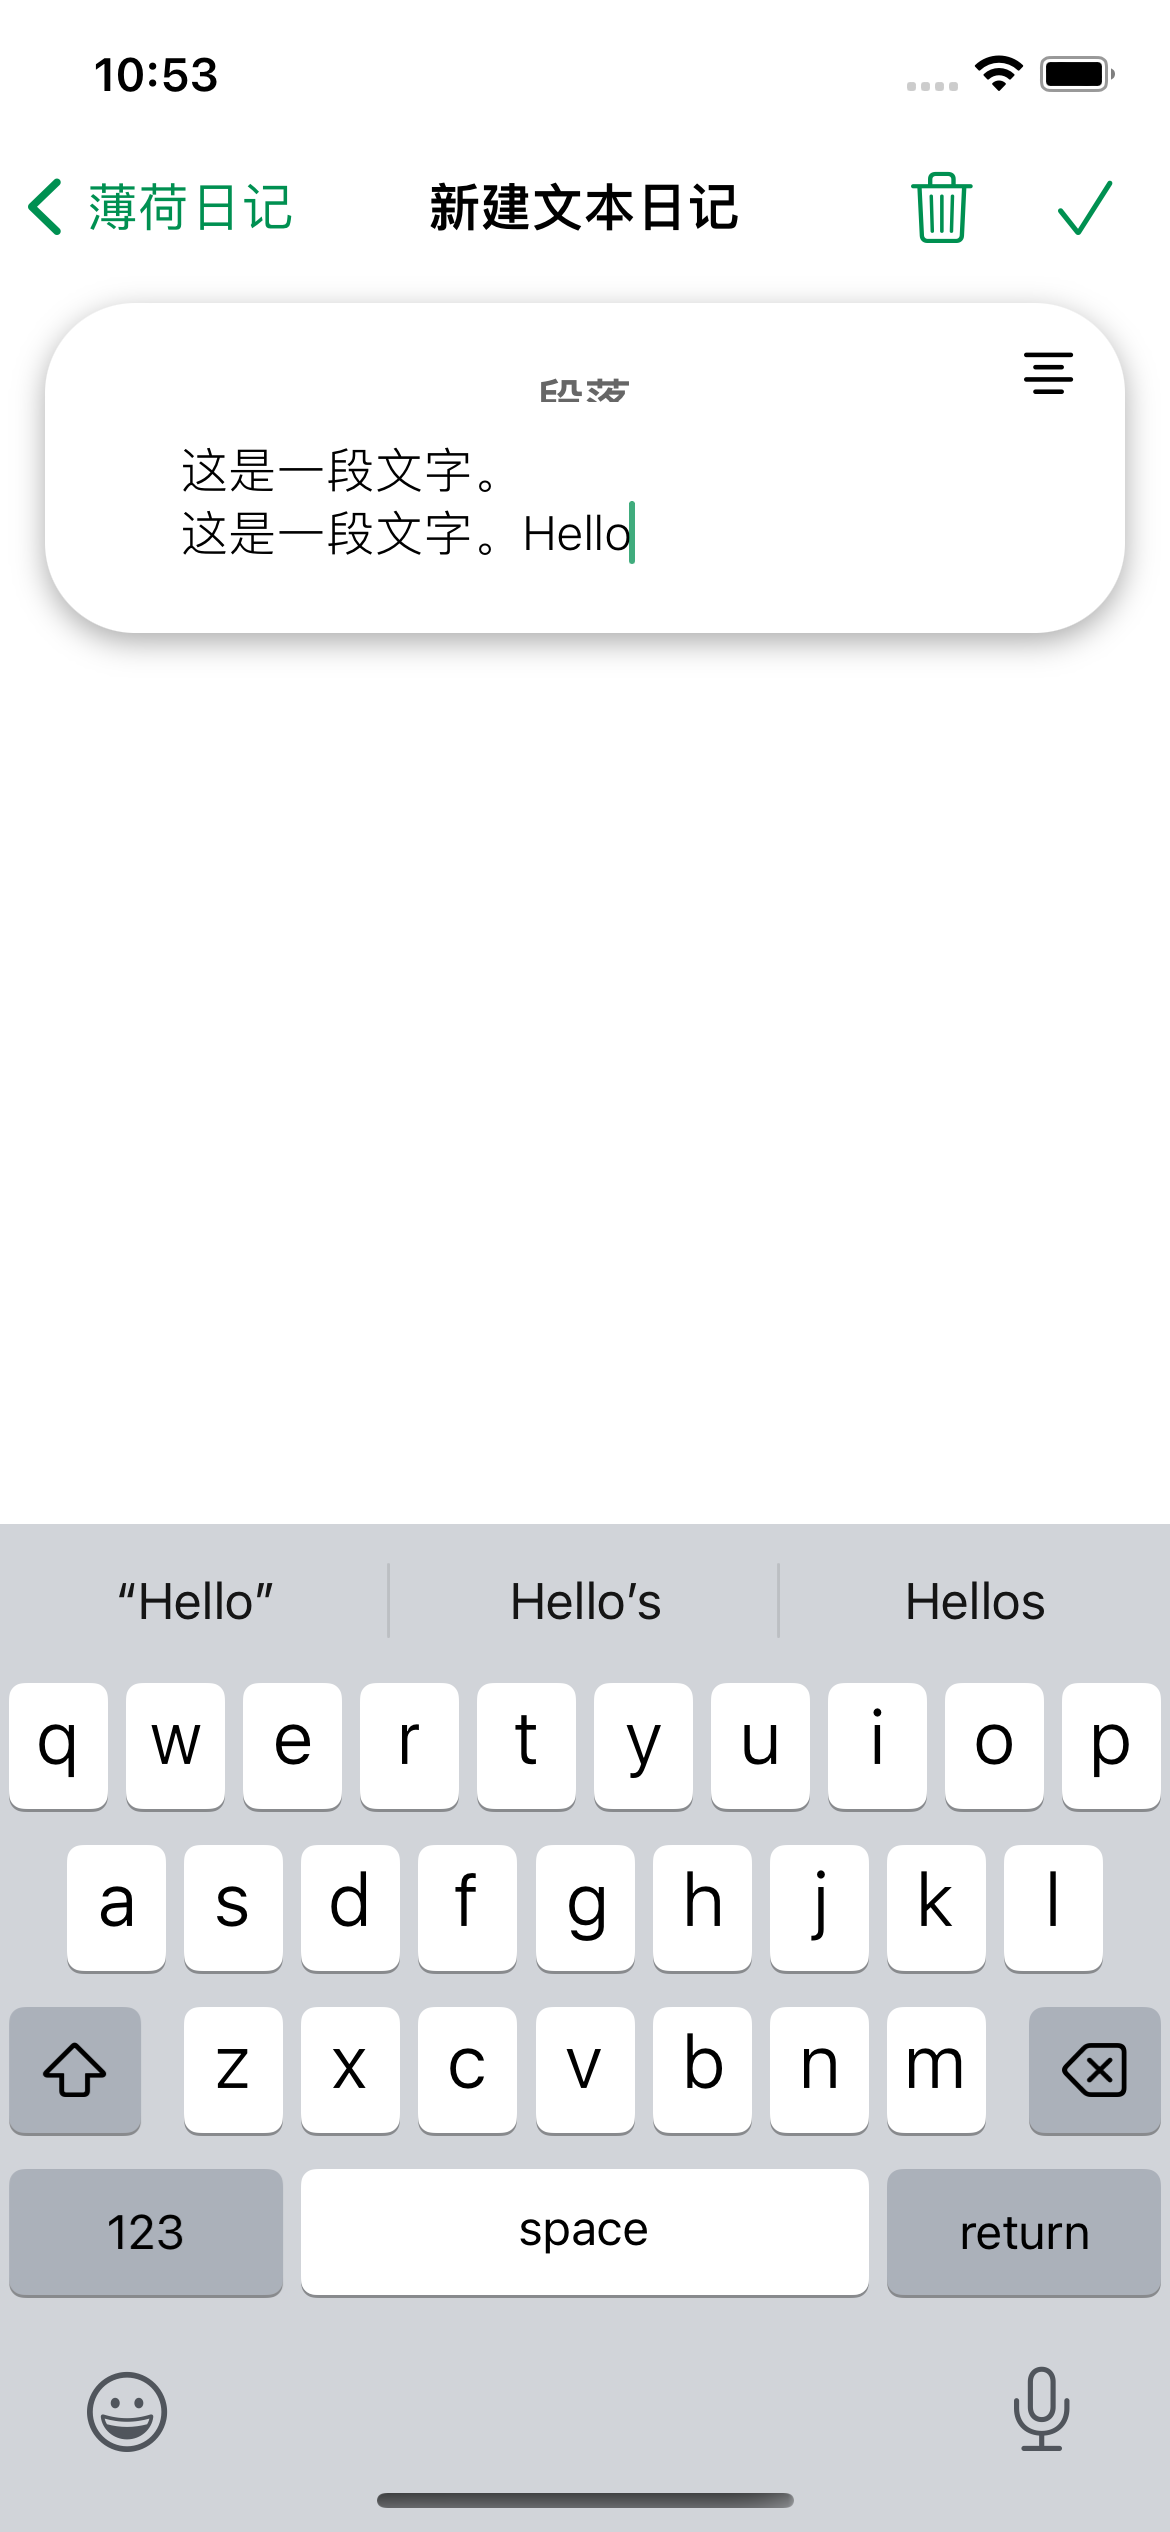 10:53
薄荷日记
新建文本日记
段落
这是一段文字。
这是一段文字。Hello
“Hello”
Hello’s
Hellos
q w e r t y u i o p
a s d f g h j k l
z x c v b n m
123
space
return